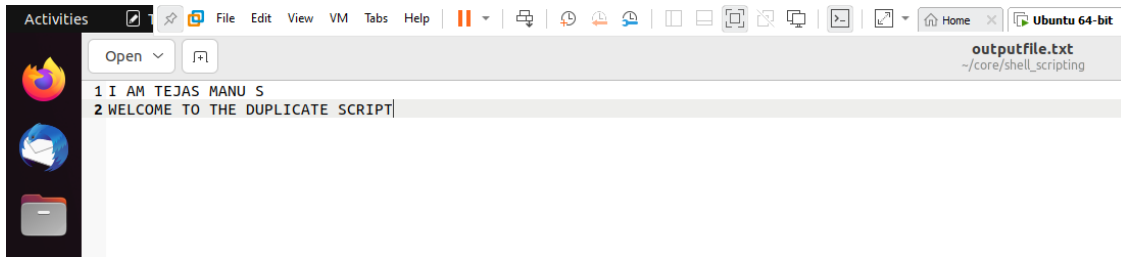 Activities T File Edit View VM Tabs Help Home Ubuntu 64-bit
Open outputfile.txt
~/core/shell_scripting
1 I AM TEJAS MANU S
2 WELCOME TO THE DUPLICATE SCRIPT